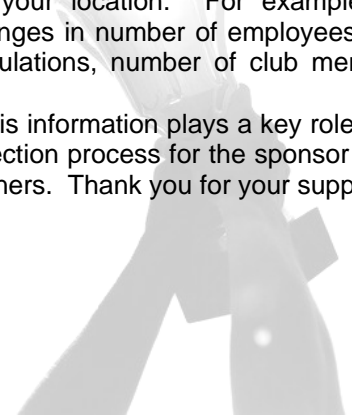 your location. For example
nges in number of employees
ulations, number of club mem
is information plays a key role
ection process for the sponsor
ners. Thank you for your supp